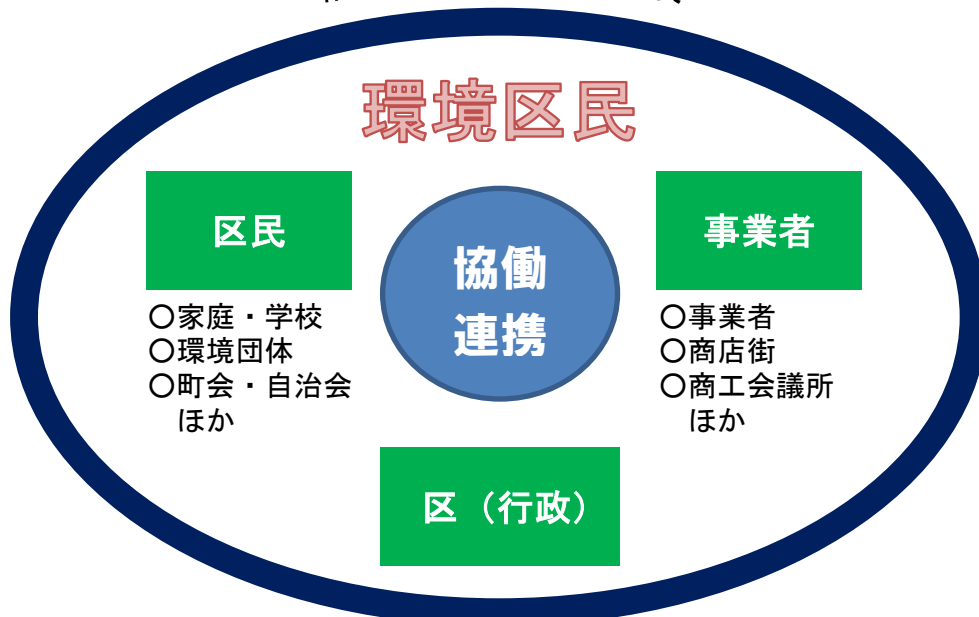 環境区民
区民
○家庭・学校
○環境団体
○町会・自治会
ほか
協働
連携
事業者
○事業者
○商店街
○商工会議所
ほか
区（行政）